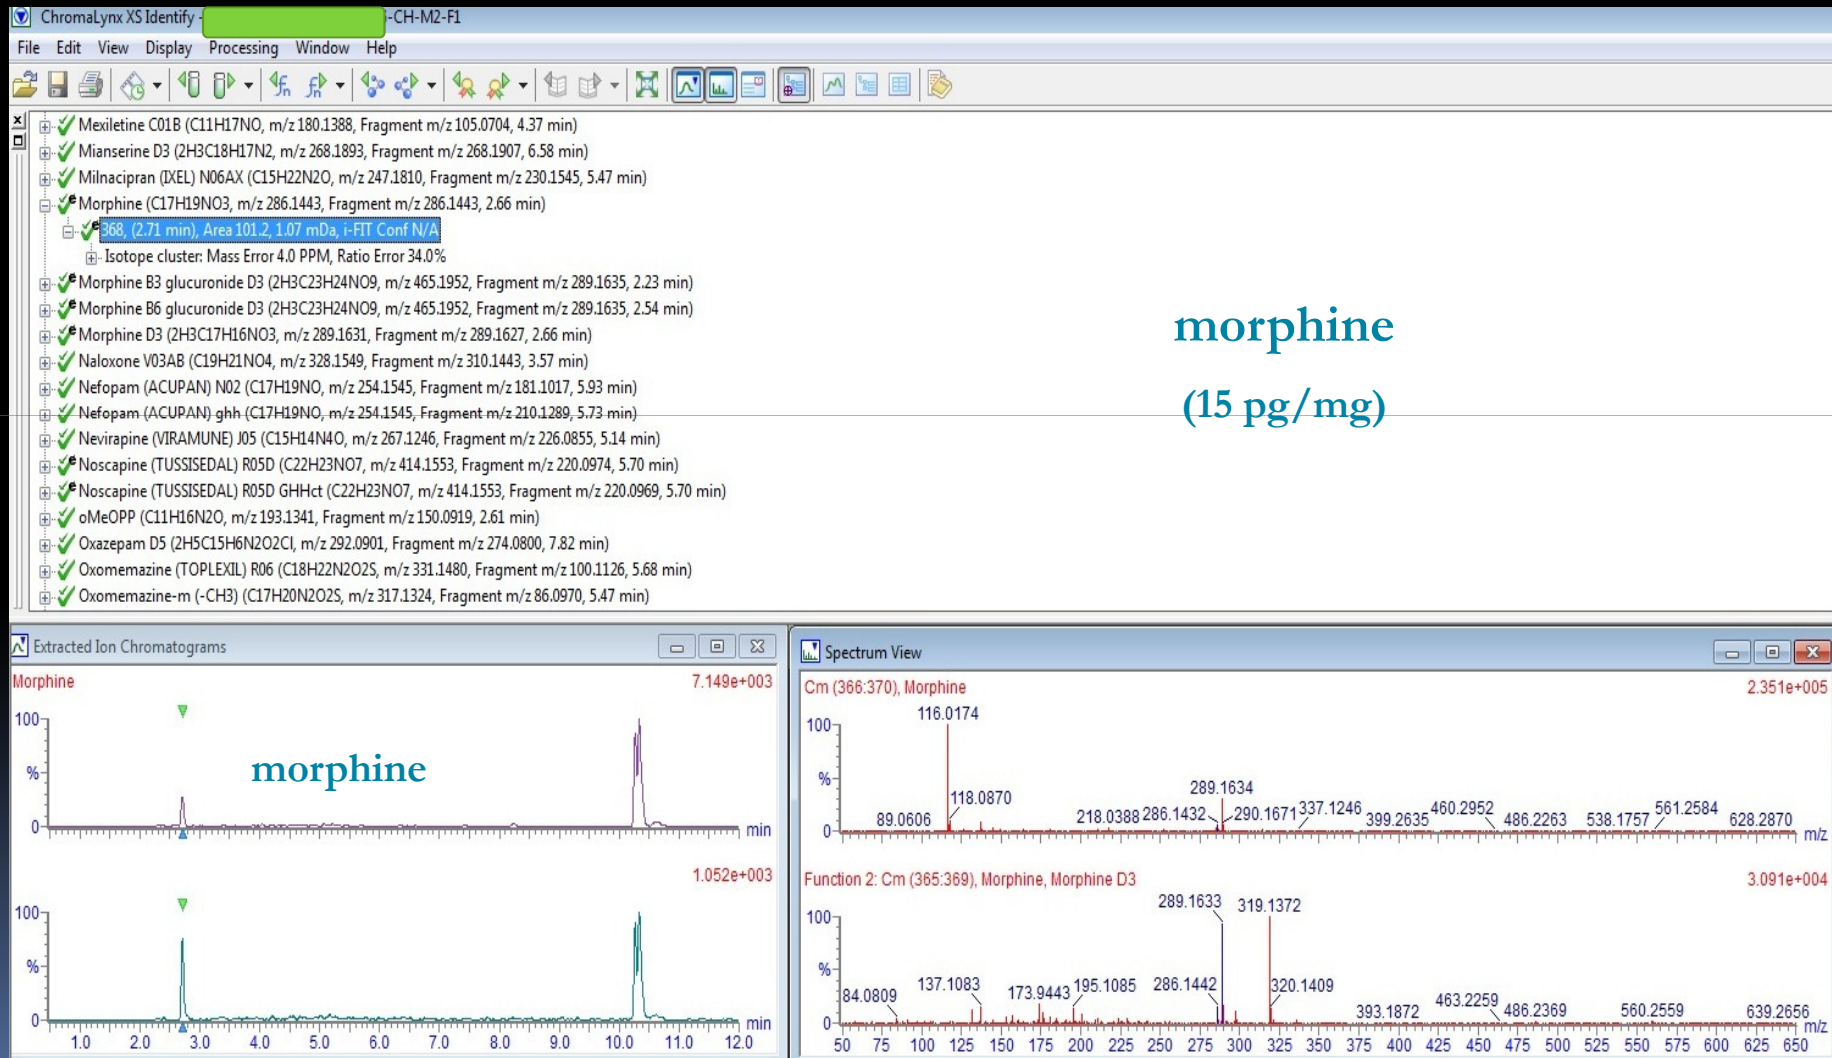 ChromaLynx XS Identify - -CH-M2-F1
File Edit View Display Processing Window Help
Mexiletine C01B (C11H17NO, m/z 180.1388, Fragment m/z 105.0704, 4.37 min)
Mianserine D3 (2H3C18H17N2, m/z 268.1893, Fragment m/z 268.1907, 6.58 min)
Milnacipran (IXEL) N06AX (C15H22N2O, m/z 247.1810, Fragment m/z 230.1545, 5.47 min)
Morphine (C17H19NO3, m/z 286.1443, Fragment m/z 286.1443, 2.66 min)
368, (2.71 min), Area 101.2, 1.07 mDa, i-FIT Conf N/A
Isotope cluster: Mass Error 4.0 PPM, Ratio Error 34.0%
Morphine B3 glucuronide D3 (2H3C23H24NO9, m/z 465.1952, Fragment m/z 289.1635, 2.23 min)
Morphine B6 glucuronide D3 (2H3C23H24NO9, m/z 465.1952, Fragment m/z 289.1635, 2.54 min)
Morphine D3 (2H3C17H16NO3, m/z 289.1631, Fragment m/z 289.1627, 2.66 min)
Naloxone V03AB (C19H21NO4, m/z 328.1549, Fragment m/z 310.1443, 3.57 min)
Nefopam (ACUPAN) N02 (C17H19NO, m/z 254.1545, Fragment m/z 181.1017, 5.93 min)
Nefopam (ACUPAN) ghh (C17H19NO, m/z 254.1545, Fragment m/z 210.1289, 5.73 min)
Nevirapine (VIRAMUNE) J05 (C15H14N4O, m/z 267.1246, Fragment m/z 226.0855, 5.14 min)
Noscapine (TUSSISEDAL) R05D (C22H23NO7, m/z 414.1553, Fragment m/z 220.0974, 5.70 min)
Noscapine (TUSSISEDAL) R05D GHHct (C22H23NO7, m/z 414.1553, Fragment m/z 220.0969, 5.70 min)
oMeOPP (C11H16N2O, m/z 193.1341, Fragment m/z 150.0919, 2.61 min)
Oxazepam D5 (2H5C15H6N2O2Cl, m/z 292.0901, Fragment m/z 274.0800, 7.82 min)
Oxomemazine (TOPLEXIL) R06 (C18H22N2O2S, m/z 331.1480, Fragment m/z 100.1126, 5.68 min)
Oxomemazine-m (-CH3) (C17H20N2O2S, m/z 317.1324, Fragment m/z 86.0970, 5.47 min)
morphine
(15 pg/mg)
Extracted Ion Chromatograms
Morphine 7.149e+003
100
%
0
min
morphine
1.052e+003
100
%
0
min
1.0 2.0 3.0 4.0 5.0 6.0 7.0 8.0 9.0 10.0 11.0 12.0
Spectrum View
Cm (366:370), Morphine 2.351e+005
100
%
0
116.0174
118.0870
89.0606
218.0388 286.1432
289.1634
290.1671 337.1246
399.2635
460.2952
486.2263
538.1757
561.2584
628.2870
m/z
Function 2: Cm (365:369), Morphine, Morphine D3 3.091e+004
100
%
0
84.0809
137.1083
173.9443
195.1085
286.1442
289.1633
319.1372
320.1409
393.1872
463.2259
486.2369
560.2559
639.2656
m/z
50 75 100 125 150 175 200 225 250 275 300 325 350 375 400 425 450 475 500 525 550 575 600 625 650